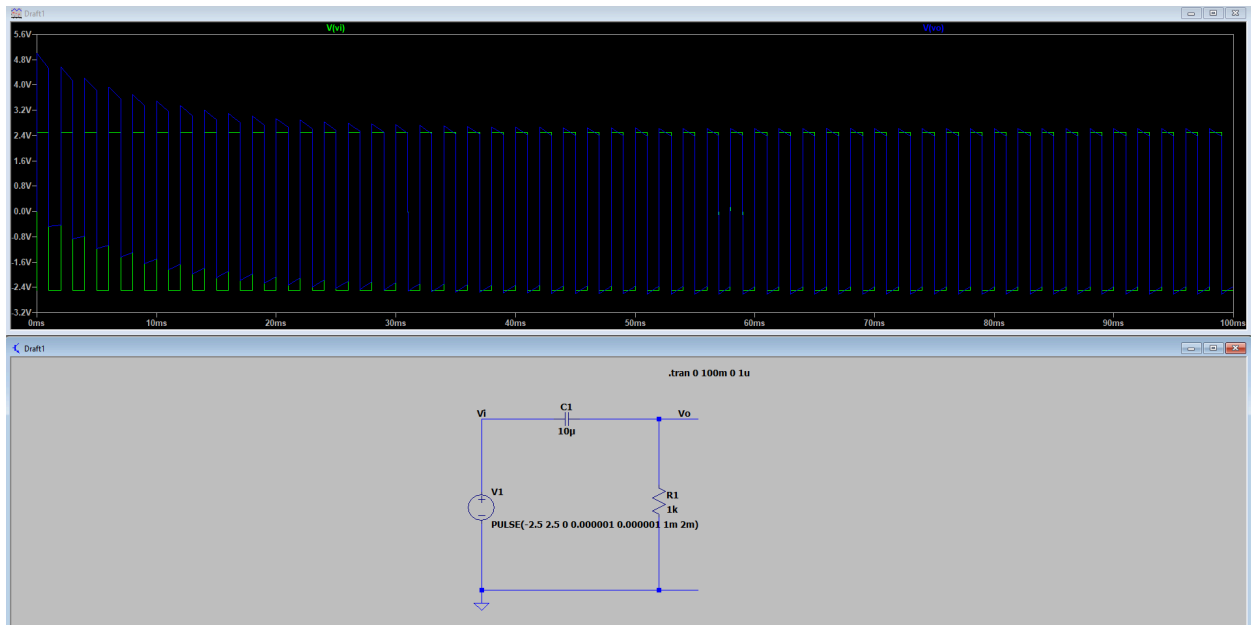 Draft1
V(vi) V(vo)
5.6V
4.8V
4.0V
3.2V
2.4V
1.6V
0.8V
0.0V
-0.8V
-1.6V
-2.4V
-3.2V
0ms 10ms 20ms 30ms 40ms 50ms 60ms 70ms 80ms 90ms 100ms
Draft1
.tran 0 100m 0 1u
Vi C1 Vo
10µ
V1 R1
1k
PULSE(-2.5 2.5 0 0.000001 0.000001 1m 2m)